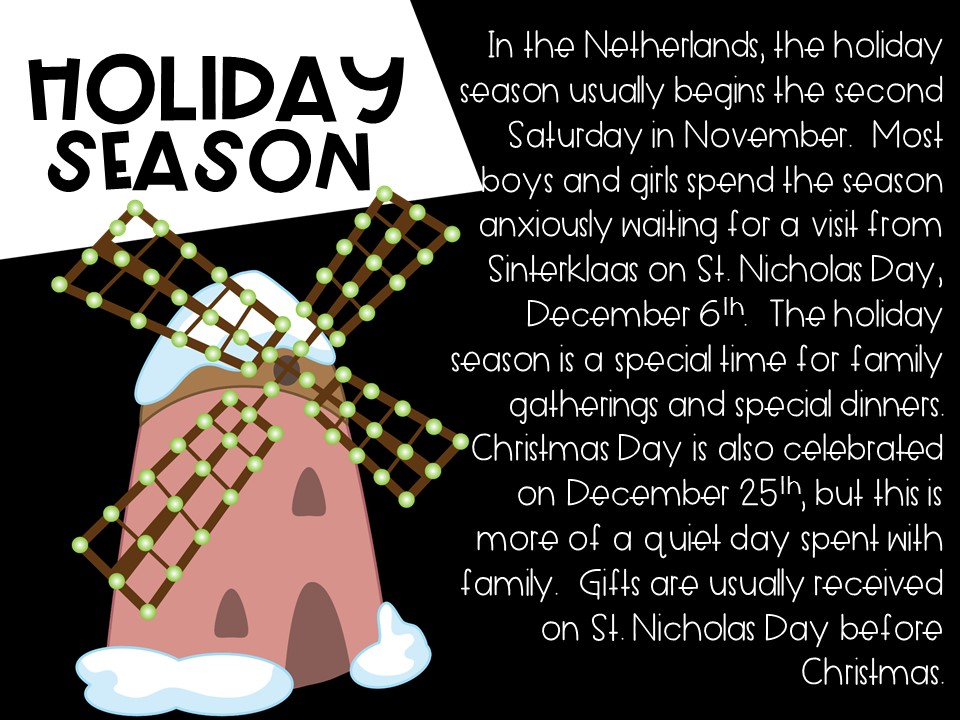 HOLIDAY
SEASON
In the Netherlands, the holiday
season usually begins the second
Saturday in November. Most
boys and girls spend the season
anxiously waiting for a visit from
Sinterklaas on St. Nicholas Day,
December 6th. The holiday
season is a special time for family
gatherings and special dinners.
Christmas Day is also celebrated
on December 25th, but this is
more of a quiet day spent with
family. Gifts are usually received
on St. Nicholas Day before
Christmas.